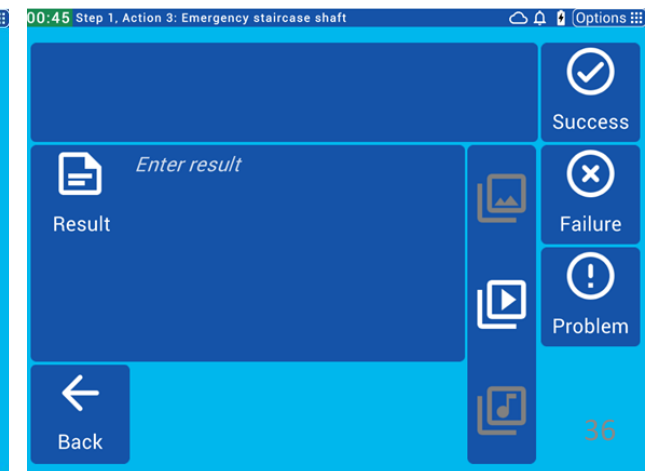 00:45 Step 1, Action 3: Emergency staircase shaft Options
Success
Enter result
Result
Failure
Problem
Back
36